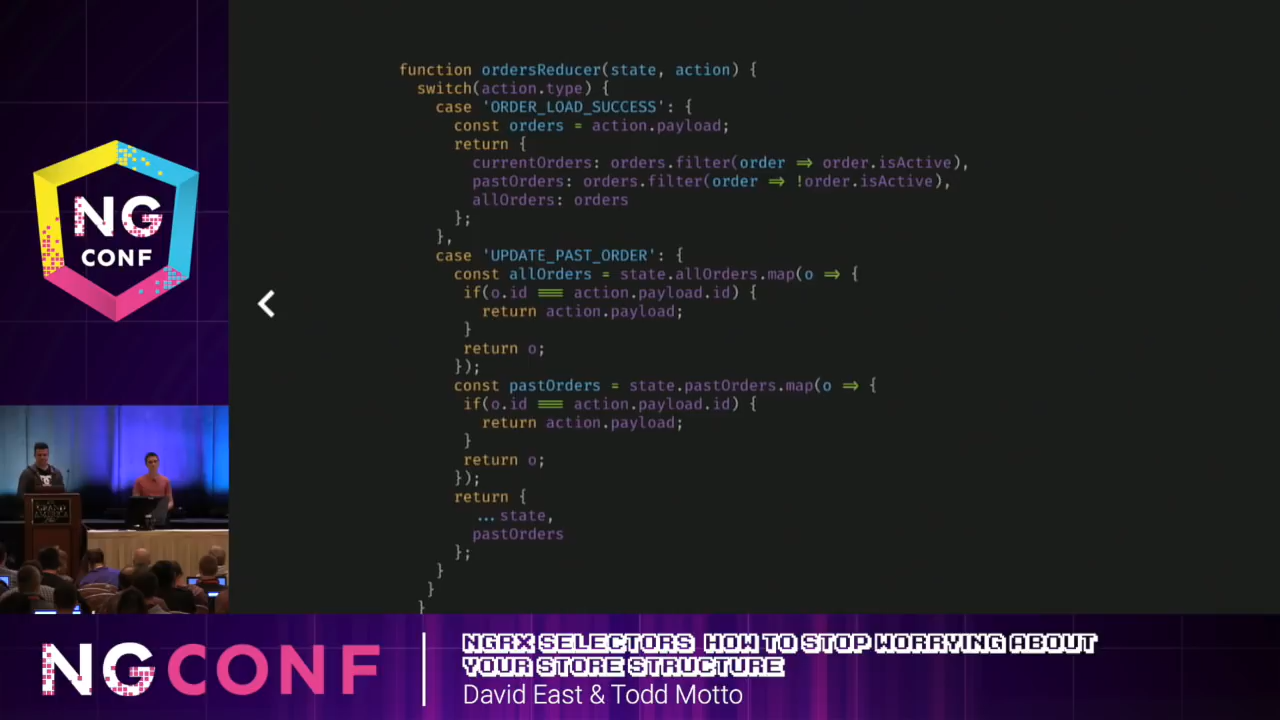 function ordersReducer(state, action) {
switch(action.type) {
case 'ORDER_LOAD_SUCCESS': {
const orders = action.payload;
return {
currentOrders: orders.filter(order => order.isActive),
pastOrders: orders.filter(order => !order.isActive),
allOrders: orders
};
},
case 'UPDATE_PAST_ORDER': {
const allOrders = state.allOrders.map(o => {
if(o.id === action.payload.id) {
return action.payload;
}
return o;
});
const pastOrders = state.pastOrders.map(o => {
if(o.id === action.payload.id) {
return action.payload;
}
return o;
});
return {
...state,
pastOrders
};
}
}
}
NG
CONF
GRAND AMERICA
NGCONF
NGRX SELECTORS HOW TO STOP WORRYING ABOUT
YOUR STORE STRUCTURE
David East & Todd Motto